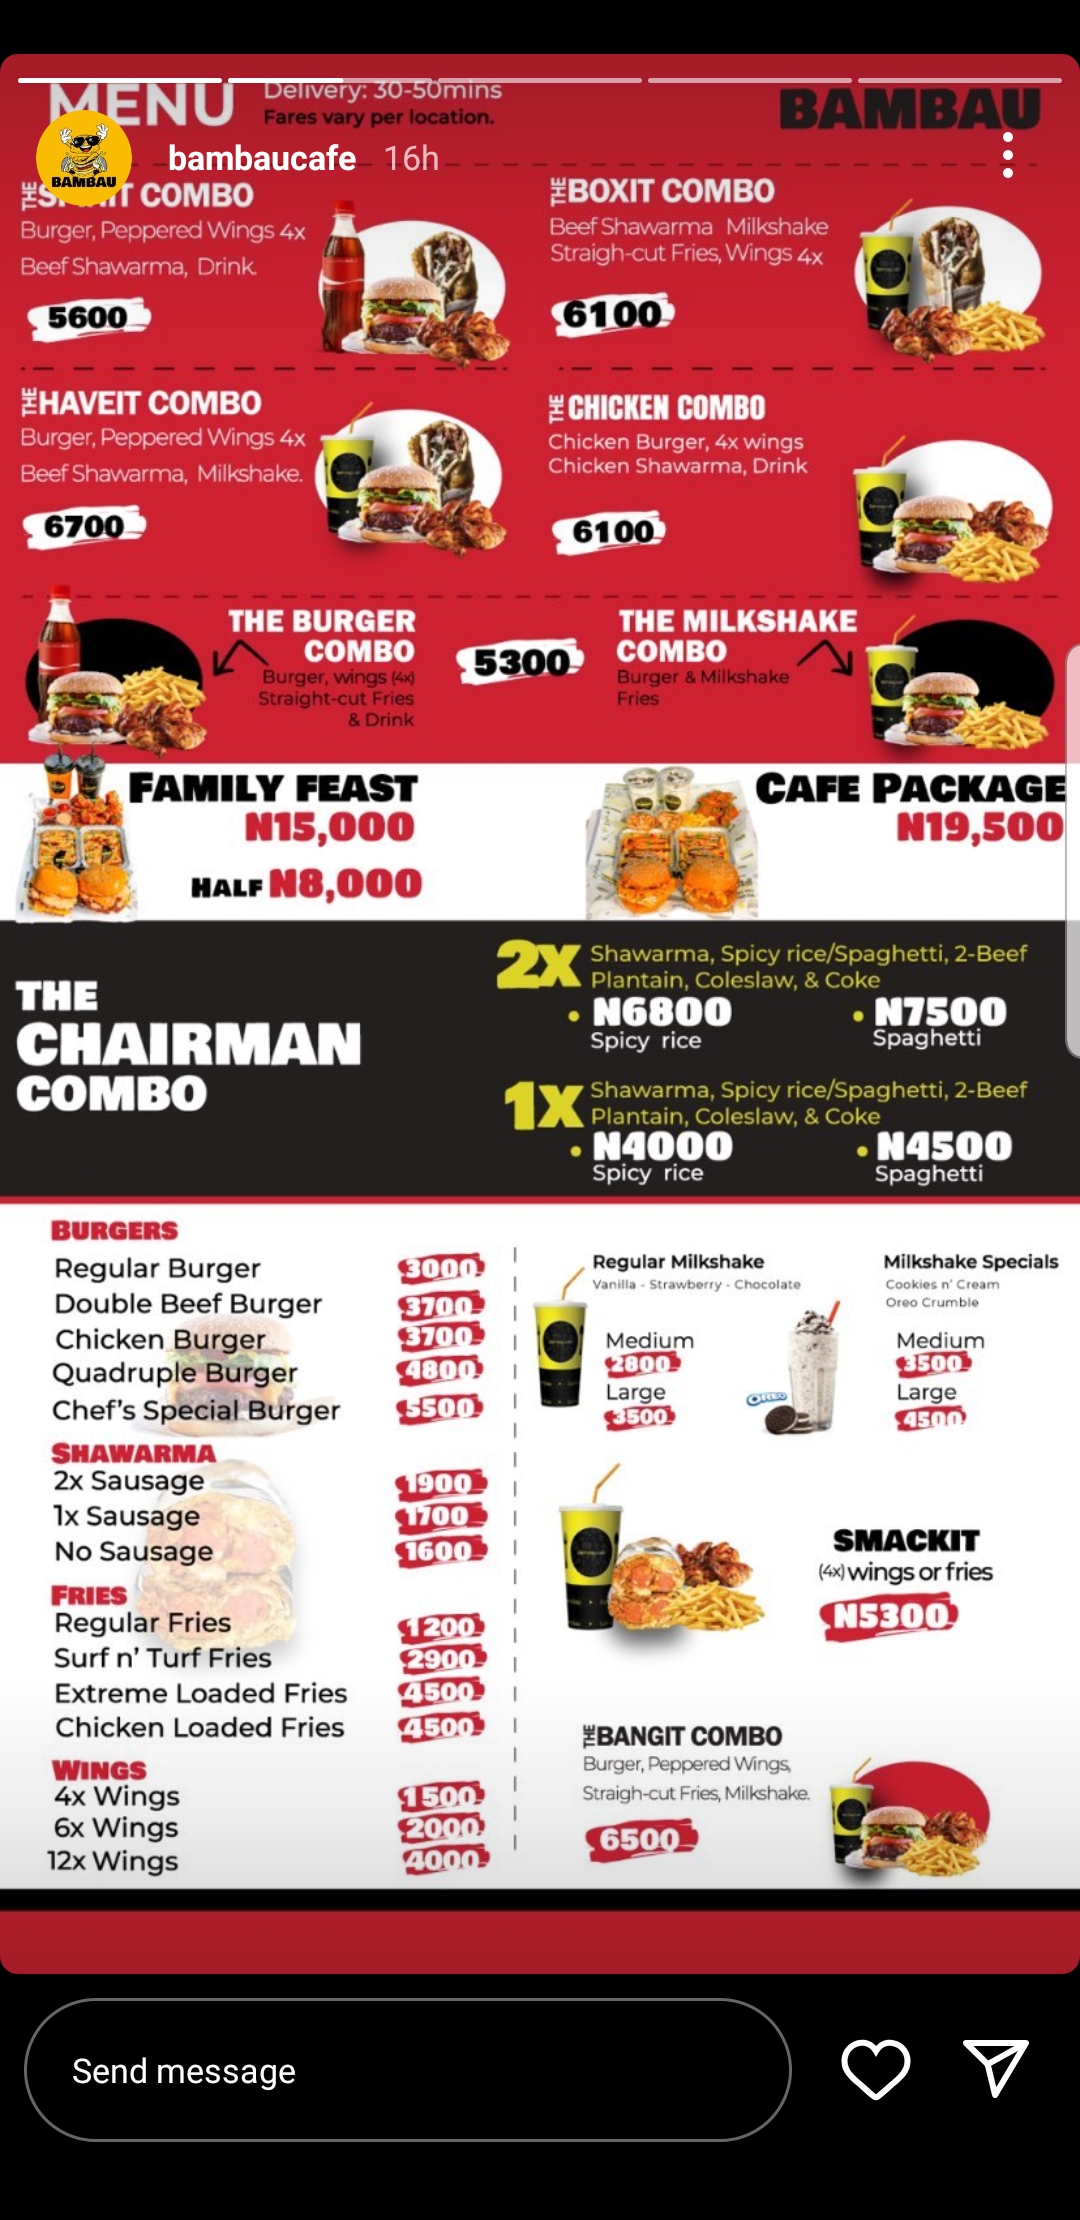 MENU
Delivery: 30-50mins
Fares vary per location.
BAMBAU
BAMBAU
bambaucafe 16h
THE COMBO
Burger, Peppered Wings 4x
Beef Shawarma, Drink.
5600
THE BOXIT COMBO
Beef Shawarma Milkshake
Straigh-cut Fries, Wings 4x
6100
THE HAVEIT COMBO
Burger, Peppered Wings 4x
Beef Shawarma, Milkshake.
6700
THE CHICKEN COMBO
Chicken Burger, 4x wings
Chicken Shawarma, Drink
6100
THE BURGER
COMBO
Burger, wings (4x)
Straight-cut Fries
& Drink
5300
THE MILKSHAKE
COMBO
Burger & Milkshake
Fries
FAMILY FEAST
N15,000
HALF N8,000
CAFE PACKAGE
N19,500
THE
CHAIRMAN
COMBO
2X Shawarma, Spicy rice/Spaghetti, 2-Beef
Plantain, Coleslaw, & Coke
• N6800 • N7500
Spicy rice Spaghetti
1X Shawarma, Spicy rice/Spaghetti, 2-Beef
Plantain, Coleslaw, & Coke
• N4000 • N4500
Spicy rice Spaghetti
BURGERS
Regular Burger 3000
Double Beef Burger 3700
Chicken Burger 3700
Quadruple Burger 4800
Chef's Special Burger 5500
SHAWARMA
2x Sausage 1900
1x Sausage 1700
No Sausage 1600
FRIES
Regular Fries 1200
Surf n' Turf Fries 2900
Extreme Loaded Fries 4500
Chicken Loaded Fries 4500
WINGS
4x Wings 1500
6x Wings 2000
12x Wings 4000
Regular Milkshake
Vanilla - Strawberry - Chocolate
Medium
2800
Large
3500
Milkshake Specials
Cookies n' Cream
Oreo Crumble
Medium
3500
Large
4500
OREO
SMACKIT
(4x) wings or fries
N5300
THE BANGIT COMBO
Burger, Peppered Wings,
Straigh-cut Fries, Milkshake.
6500
Send message